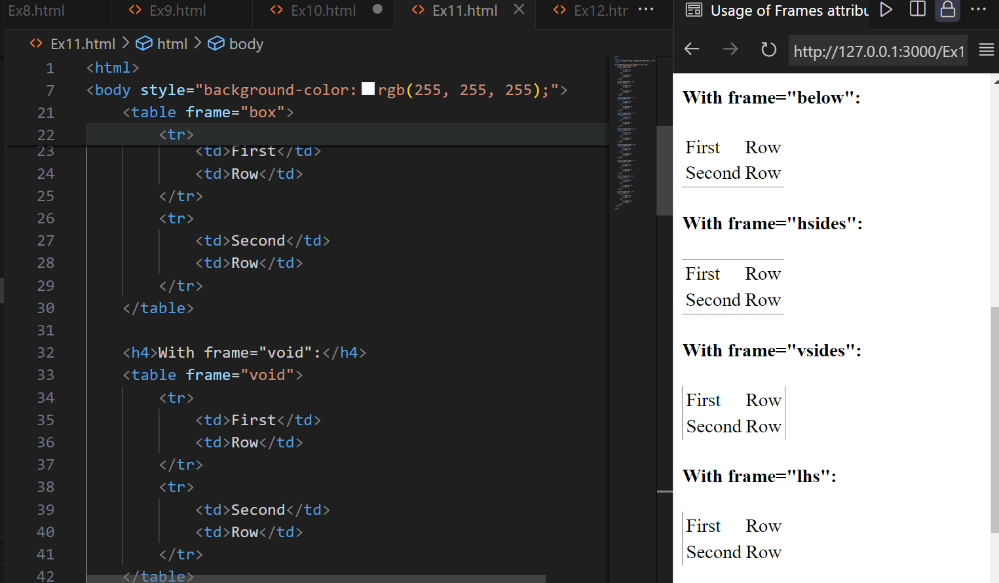 Ex8.html
Ex9.html
Ex10.html
Ex11.html
Ex12.htr
Ex11.html > html > body
1 <html>
7 <body style="background-color: rgb(255, 255, 255);">
21 <table frame="box">
22 <tr>
23 <td>First</td>
24 <td>Row</td>
25 </tr>
26 <tr>
27 <td>Second</td>
28 <td>Row</td>
29 </tr>
30 </table>
31
32 <h4>With frame="void":</h4>
33 <table frame="void">
34 <tr>
35 <td>First</td>
36 <td>Row</td>
37 </tr>
38 <tr>
39 <td>Second</td>
40 <td>Row</td>
41 </tr>
42 </table>
Usage of Frames attribu
http://127.0.0.1:3000/Ex1
With frame="below":
First Row
Second Row
With frame="hsides":
First Row
Second Row
With frame="vsides":
First Row
Second Row
With frame="lhs":
First Row
Second Row